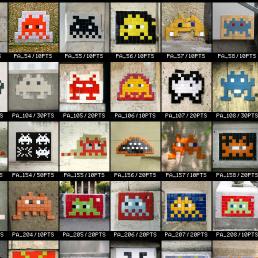 PA_54/10PTS PA_55/10PTS PA_56/10PTS PA_57/10PTS PA_58/10PTS
PA_104/30PTS PA_105/20PTS PA_106/10PTS PA_107/10PTS PA_108/30PTS
PA_154/50PTS PA_155/10PTS PA_156/20PTS PA_157/20PTS PA_158/20PTS
PA_204/10PTS PA_205/20PTS PA_206/20PTS PA_207/20PTS PA_208/10PTS